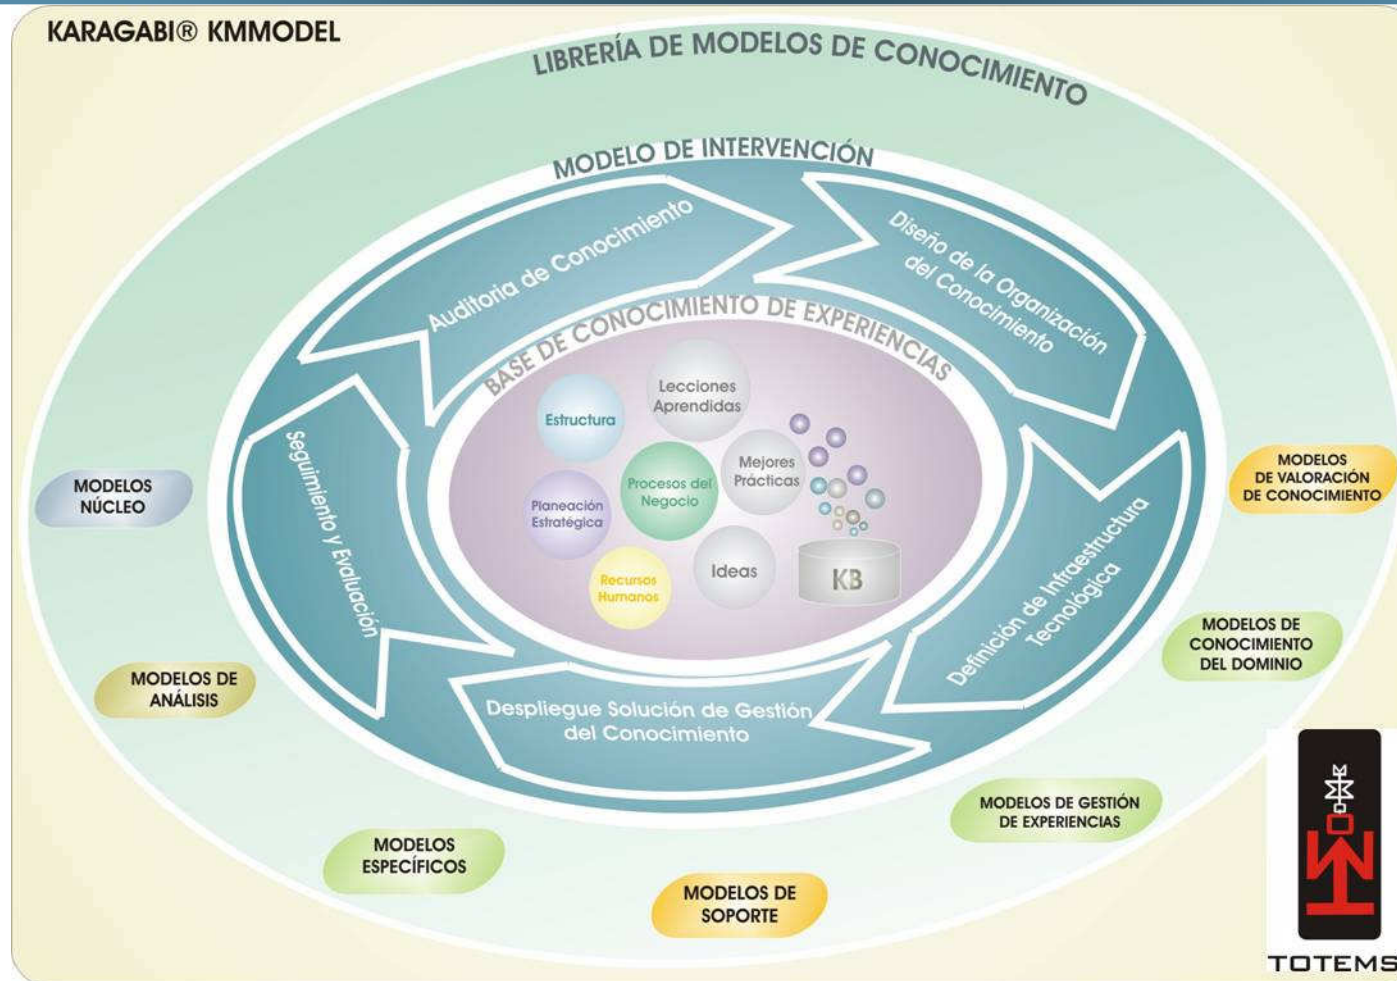 KARAGABI® KMMODEL
LIBRERÍA DE MODELOS DE CONOCIMIENTO
MODELO DE INTERVENCIÓN
Auditoria de Conocimiento
Diseño de la Organización
del Conocimiento
BASE DE CONOCIMIENTO DE EXPERIENCIAS
Lecciones
Aprendidas
Estructura
Mejores
Prácticas
Procesos del
Negocio
Planeación
Estratégica
Ideas
Recursos
Humanos
KB
Seguimiento y Evaluación
Definición de Infraestructura
Tecnológica
Despliegue Solución de Gestión
del Conocimiento
MODELOS
NÚCLEO
MODELOS
DE VALORACIÓN
DE CONOCIMIENTO
MODELOS DE
CONOCIMIENTO
DEL DOMINIO
MODELOS DE
ANÁLISIS
MODELOS DE GESTIÓN
DE EXPERIENCIAS
MODELOS
ESPECÍFICOS
MODELOS DE
SOPORTE
TOTEMS